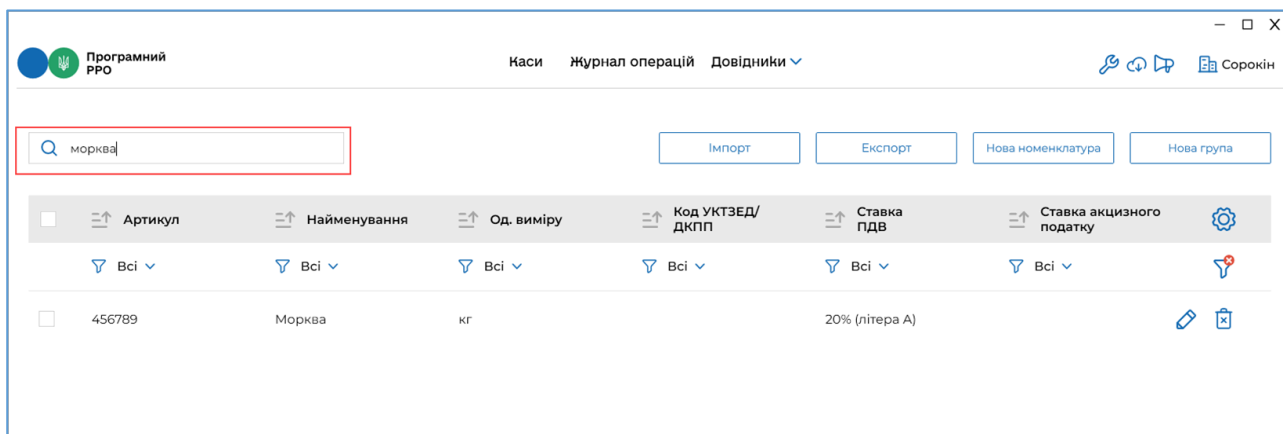 Програмний
РРО
Каси Журнал операцій Довідники
Сорокін
морква
Імпорт Експорт Нова номенклатура Нова група
Артикул Найменування Од. виміру Код УКТЗЕД/ДКПП Ставка ПДВ Ставка акцизного податку
Всі Всі Всі Всі Всі Всі
456789 Морква кг 20% (літера А)